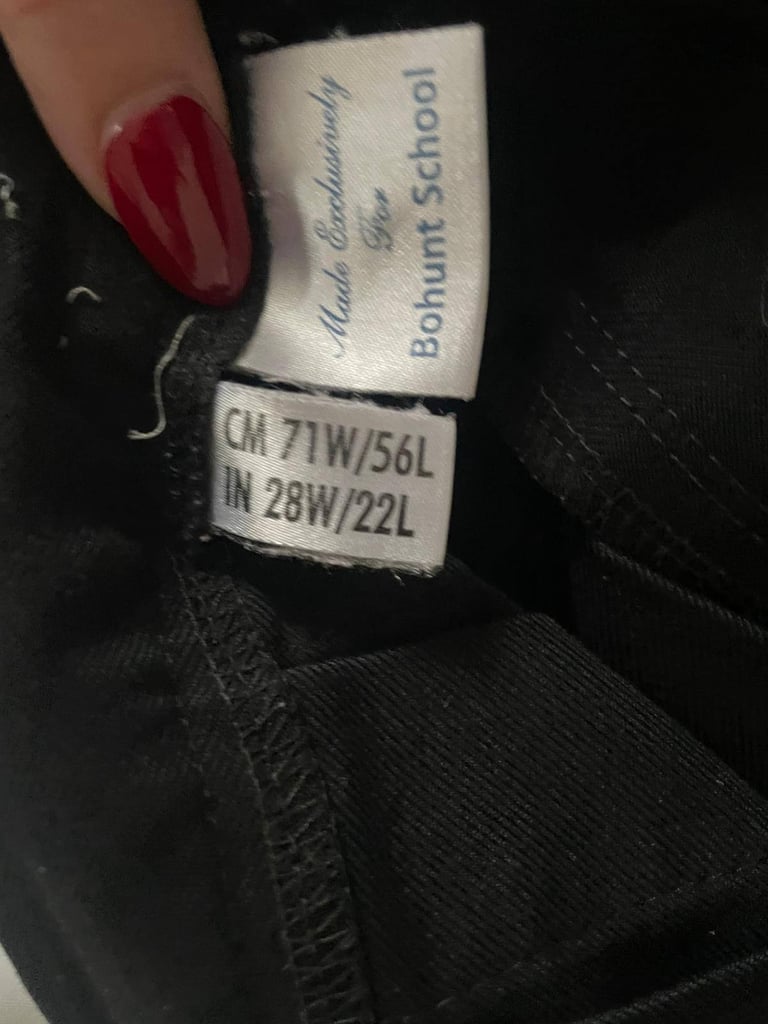 Made Exclusively
For
Bohunt School
CM 71W/56L
IN 28W/22L